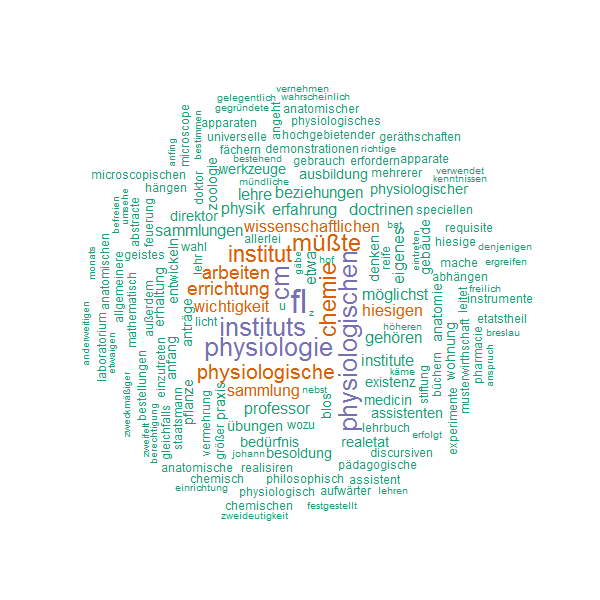 vernehmen
gelegentlich wahrscheinlich
gegründete anatomischer
apparaten angeht physiologisches
microscope bestimmen universelle hochgebietender geräthschaften
anfing fächern demonstrationen richtige
zoologie bestehend gebrauch erfordern apparate
microscopischen doktor werkzeuge ausbildung mehrerer verwendet
mündliche kenntnissen
hängen lehre beziehungen physiologischer
befreien umsehe abstracte feuerung direktor physik erfahrung doctrinen speciellen
sammlungen wissenschaftlichen bat requisite
wahl allerlei müßte denken reife eigenes eintreten gebäude hiesige denjenigen
monats anatomischen allgemeinere geistes entwickeln lehr institut gäbe etwa hof mache ergreifen
arbeiten cm chemie physiologischen abhängen
außerdem erhaltung errichtung möglichst anatomie leitet freilich
laboratorium mathematisch anträge wichtigkeit u fl z hiesigen instrumente
anderweitigen etwaigen licht instituts höheren etatstheil
anfang physiologie gehören wohnung musterwirthschaft pharmacie breslau
einzutreten institute
zweckmäßiger bestellungen staatsmann pflanze physiologische käme anspruch
praxis sammlung nebst existenz stiftung büchern
zweifelt berechtigung gleichfalls vermehrung größer professor blos medicin assistenten
übungen wozu lehrbuch experimente
bedürfnis realetat erfolgt
johann besoldung discursiven
anatomische realisiren pädagogische
chemisch philosophisch assistent
einrichtung physiologisch aufwärter lehren
chemischen festgestellt
zweideutigkeit